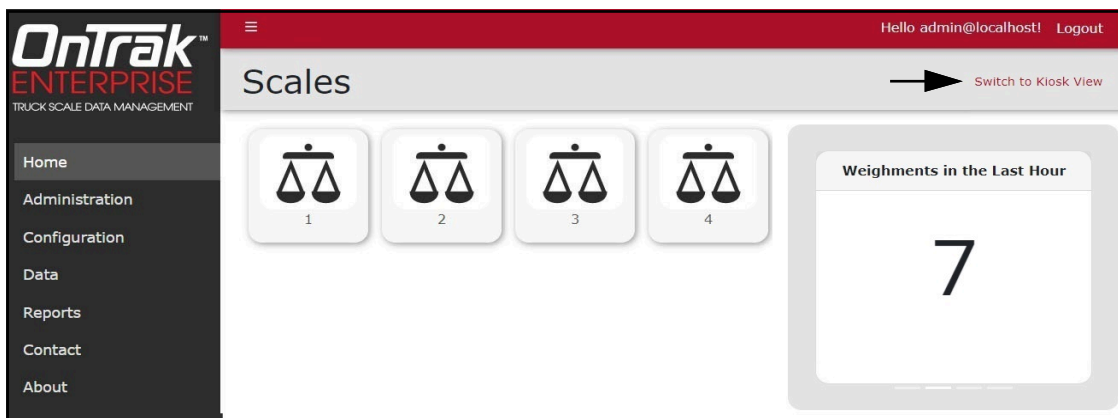 OnTrak™
ENTERPRISE
TRUCK SCALE DATA MANAGEMENT
Home
Administration
Configuration
Data
Reports
Contact
About
☰
Hello admin@localhost! Logout
Scales
Switch to Kiosk View
1 2 3 4
Weighments in the Last Hour
7